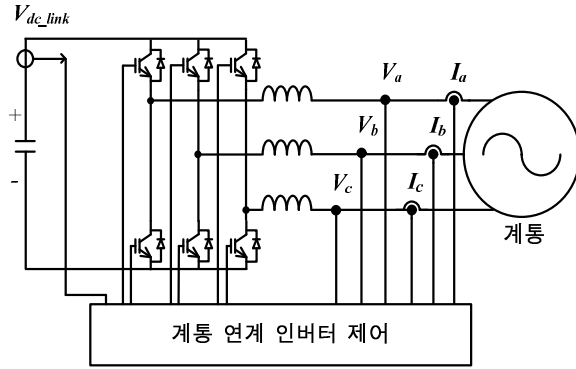 V_dc_link
+
-
V_a
I_a
V_b
I_b
V_c
I_c
계통
계통 연계 인버터 제어